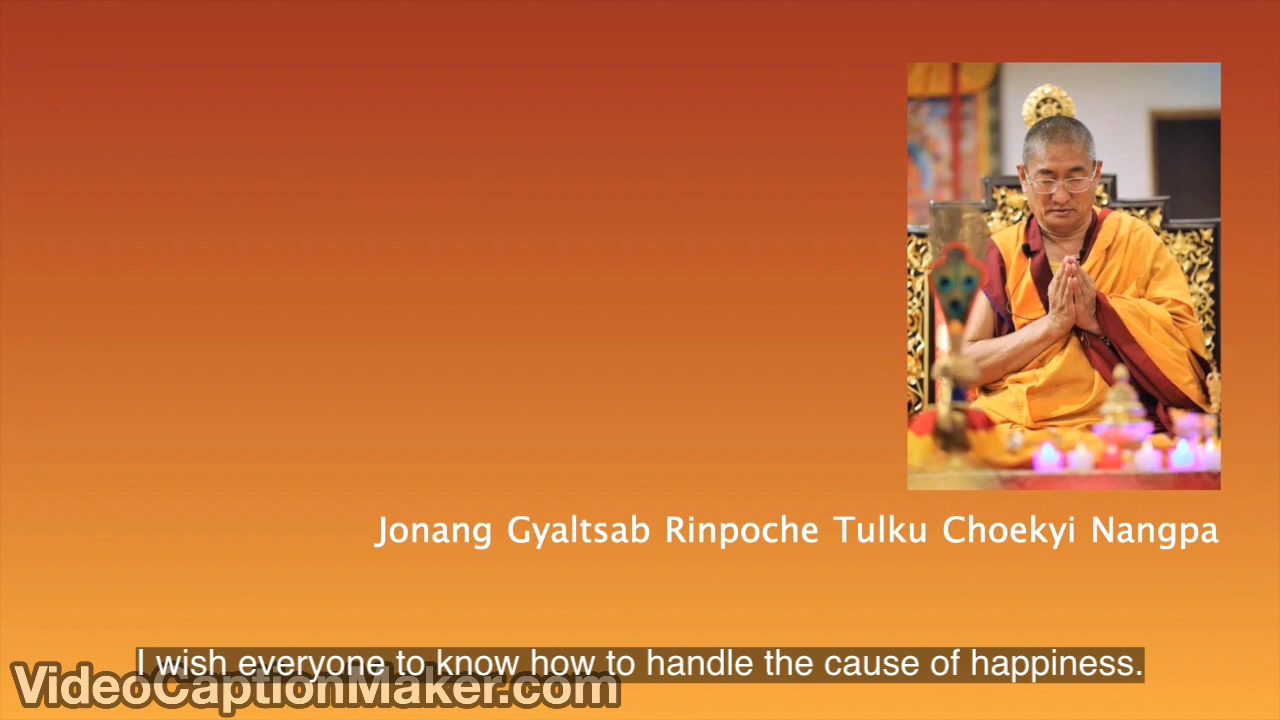 Jonang Gyaltsab Rinpoche Tulku Choekyi Nangpa
I wish everyone to know how to handle the cause of happiness.
VideoCaptionMaker.com